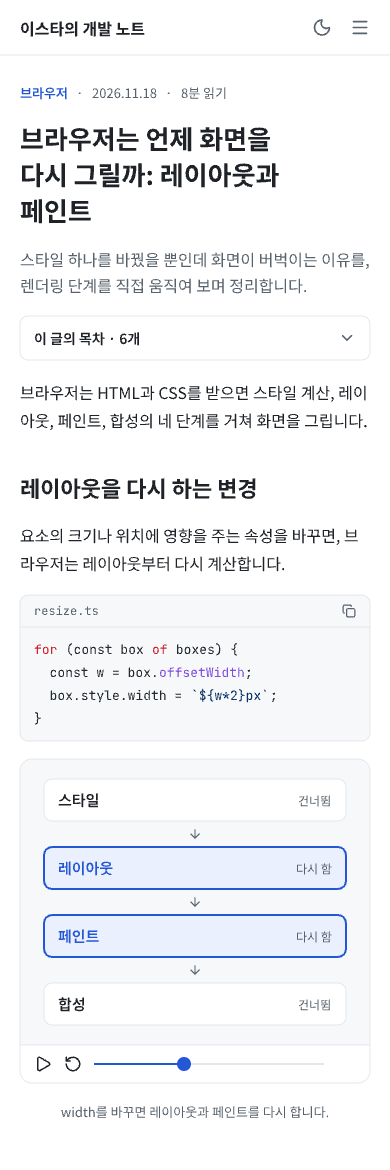 이스타의 개발 노트
브라우저 · 2026.11.18 · 8분 읽기
브라우저는 언제 화면을
다시 그릴까: 레이아웃과
페인트
스타일 하나를 바꿨을 뿐인데 화면이 버벅이는 이유를,
렌더링 단계를 직접 움직여 보며 정리합니다.
이 글의 목차 · 6개
브라우저는 HTML과 CSS를 받으면 스타일 계산, 레이
아웃, 페인트, 합성의 네 단계를 거쳐 화면을 그립니다.
레이아웃을 다시 하는 변경
요소의 크기나 위치에 영향을 주는 속성을 바꾸면, 브
라우저는 레이아웃부터 다시 계산합니다.
resize.ts
for (const box of boxes) {
  const w = box.offsetWidth;
  box.style.width = `${w*2}px`;
}
스타일 건너뜀
↓
레이아웃 다시 함
↓
페인트 다시 함
↓
합성 건너뜀
width를 바꾸면 레이아웃과 페인트를 다시 합니다.